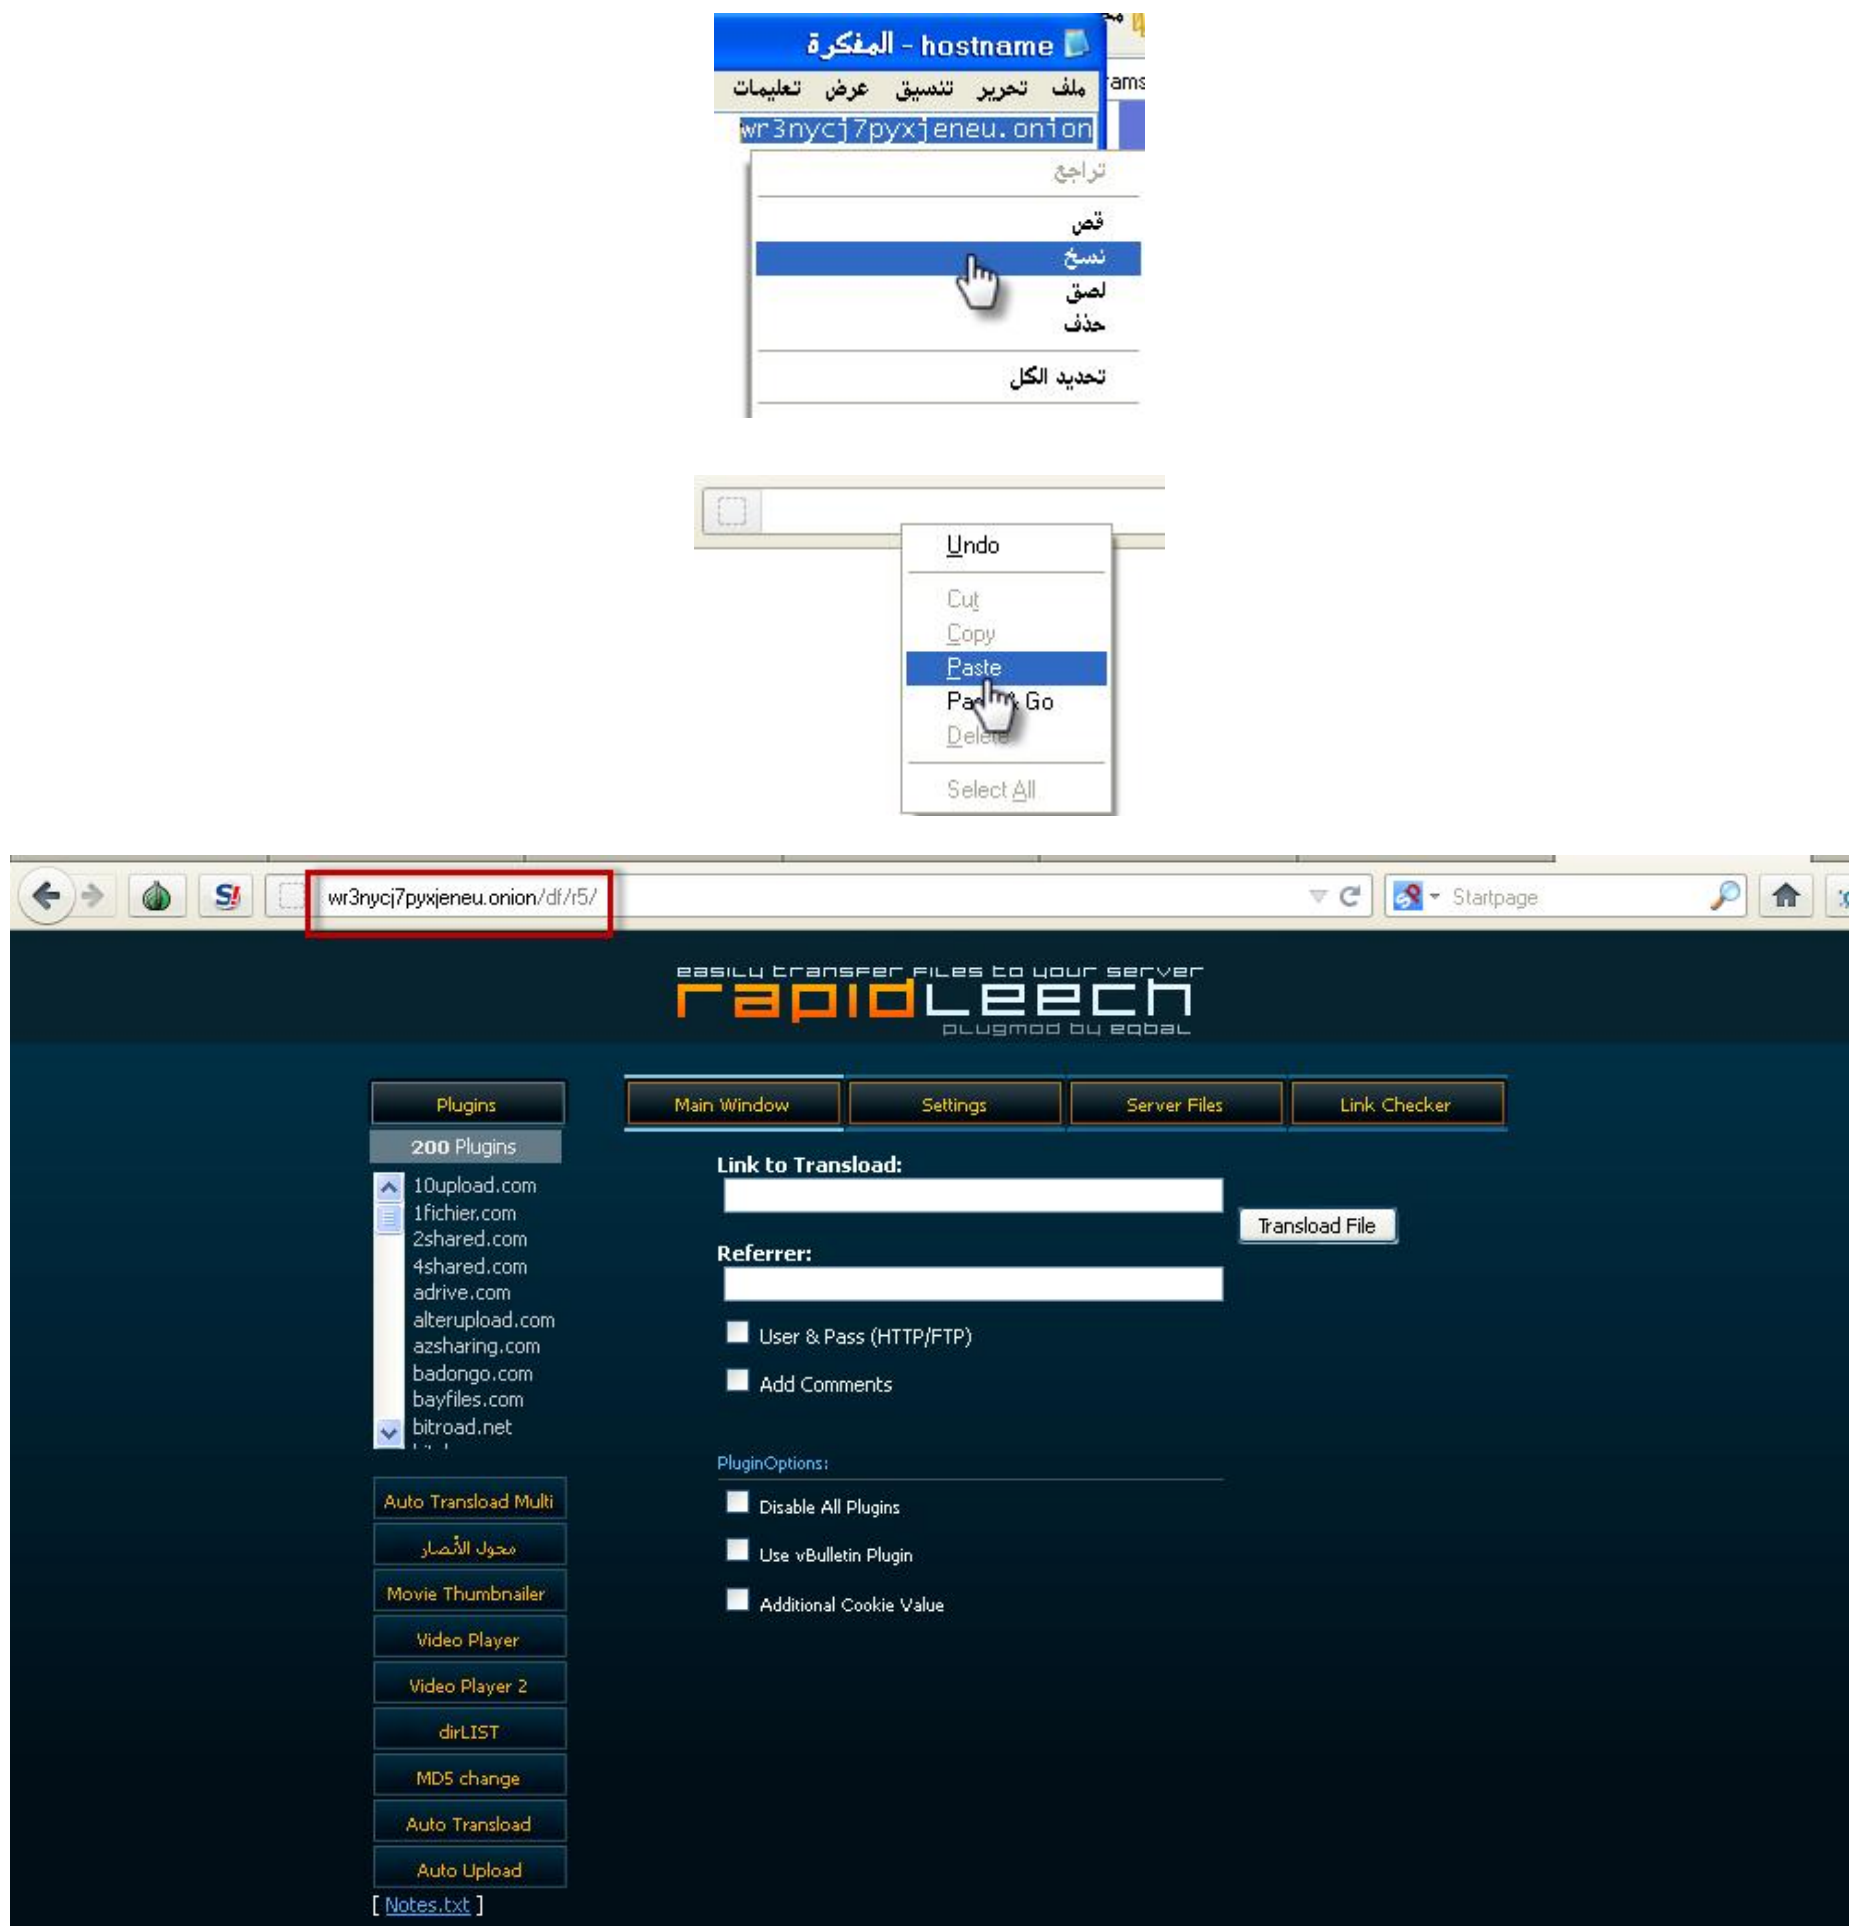 hostname - المفكرة
ملف تحرير تنسيق عرض تعليمات
ams
wr3nycj7pyxjeneu.onion
تراجع
قص
نسخ
لصق
حذف
تحديد الكل
Undo
Cut
Copy
Paste
& Go
Delete
Select All
wr3nycj7pyxjeneu.onion/df/r5/
Startpage
easily transfer files to your server
rapidLeech
plugmod by eqbal
Plugins
Main Window
Settings
Server Files
Link Checker
200 Plugins
10upload.com
1fichier.com
2shared.com
4shared.com
adrive.com
alterupload.com
azsharing.com
badongo.com
bayfiles.com
bitroad.net
Link to Transload:
Transload File
Referrer:
User & Pass (HTTP/FTP)
Add Comments
PluginOptions:
Disable All Plugins
Use vBulletin Plugin
Additional Cookie Value
Auto Transload Multi
محول الأنصار
Movie Thumbnailer
Video Player
Video Player 2
dirLIST
MD5 change
Auto Transload
Auto Upload
[ Notes.txt ]